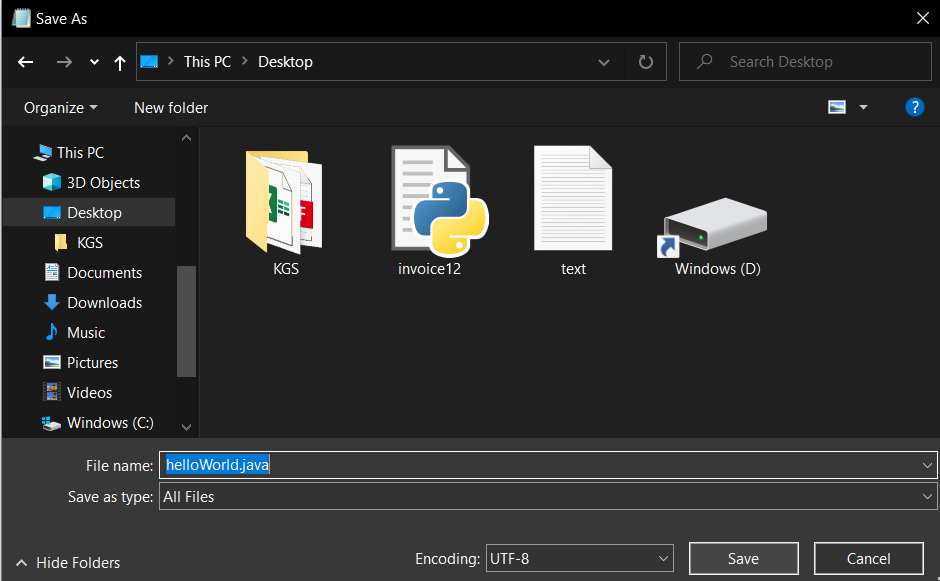 Save As
This PC
Desktop
Search Desktop
Organize
New folder
?
This PC
3D Objects
Desktop
KGS
Documents
Downloads
Music
Pictures
Videos
Windows (C:)
KGS
invoice12
text
Windows (D)
File name: helloWorld.java
Save as type: All Files
Hide Folders
Encoding: UTF-8
Save
Cancel